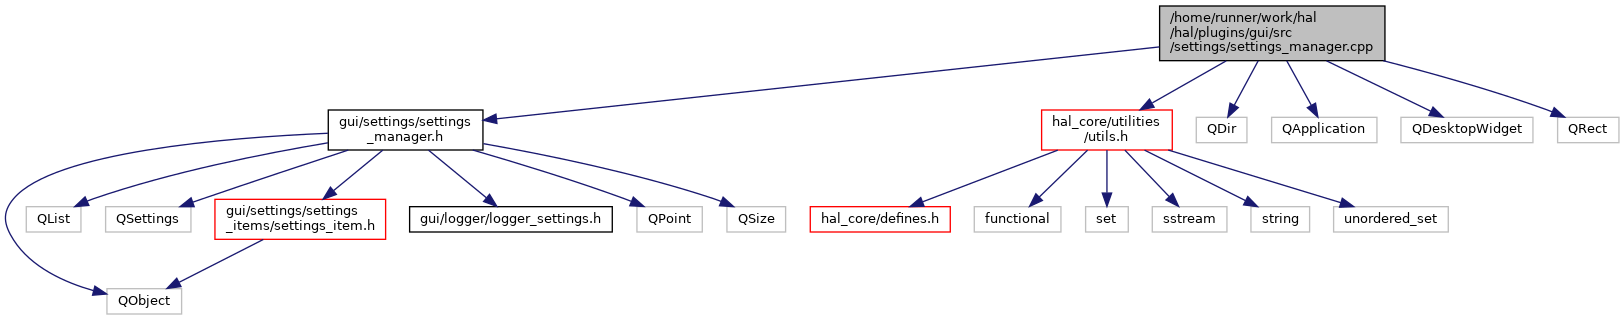 /home/runner/work/hal
/hal/plugins/gui/src
/settings/settings_manager.cpp
gui/settings/settings
_manager.h
hal_core/utilities
/utils.h
QDir
QApplication
QDesktopWidget
QRect
QList
QSettings
gui/settings/settings
_items/settings_item.h
gui/logger/logger_settings.h
QPoint
QSize
hal_core/defines.h
functional
set
sstream
string
unordered_set
QObject